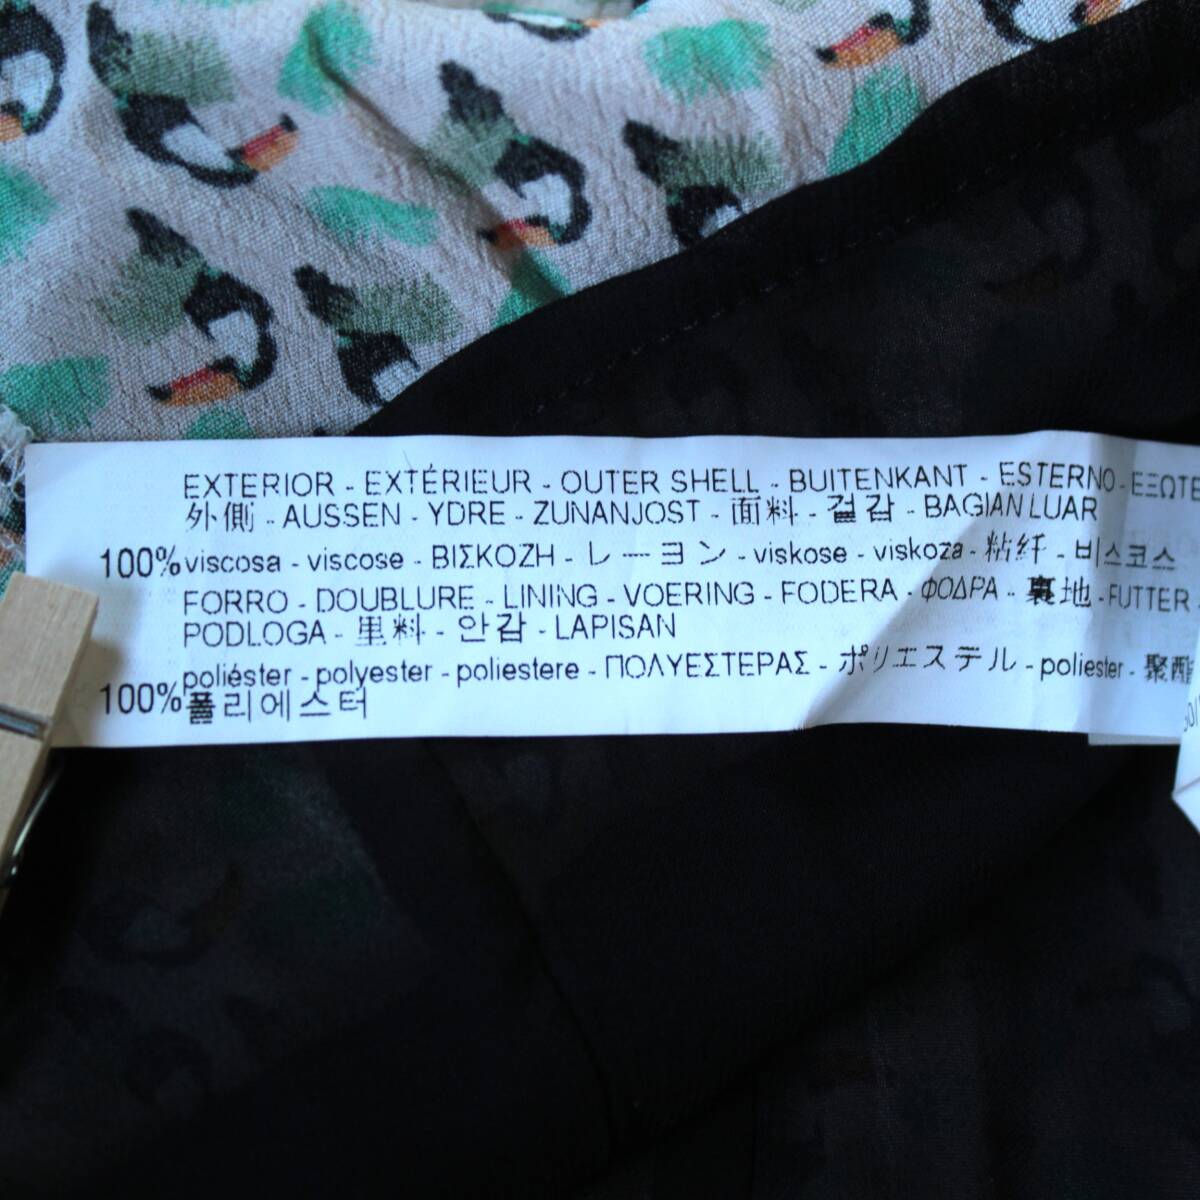 EXTERIOR - EXTÉRIEUR - OUTER SHELL - BUITENKANT - ESTERNO - ΕΞΩΤΕ
外側 - AUSSEN - YDRE - ZUNANJOST - 面料 - 겉감 - BAGIAN LUAR
100% viscosa - viscose - ΒΙΣΚΟΖΗ - レーヨン - viskose - viskoza - 粘纤 - 비스코스
FORRO - DOUBLURE - LINING - VOERING - FODERA - ΦΟΔΡΑ - 裏地 - FUTTER -
PODLOGA - 里料 - 안감 - LAPISAN
poliéster - polyester - poliestere - ΠΟΛΥΕΣΤΕΡΑΣ - ポリエステル - poliester - 聚酯
100% 폴리에스터